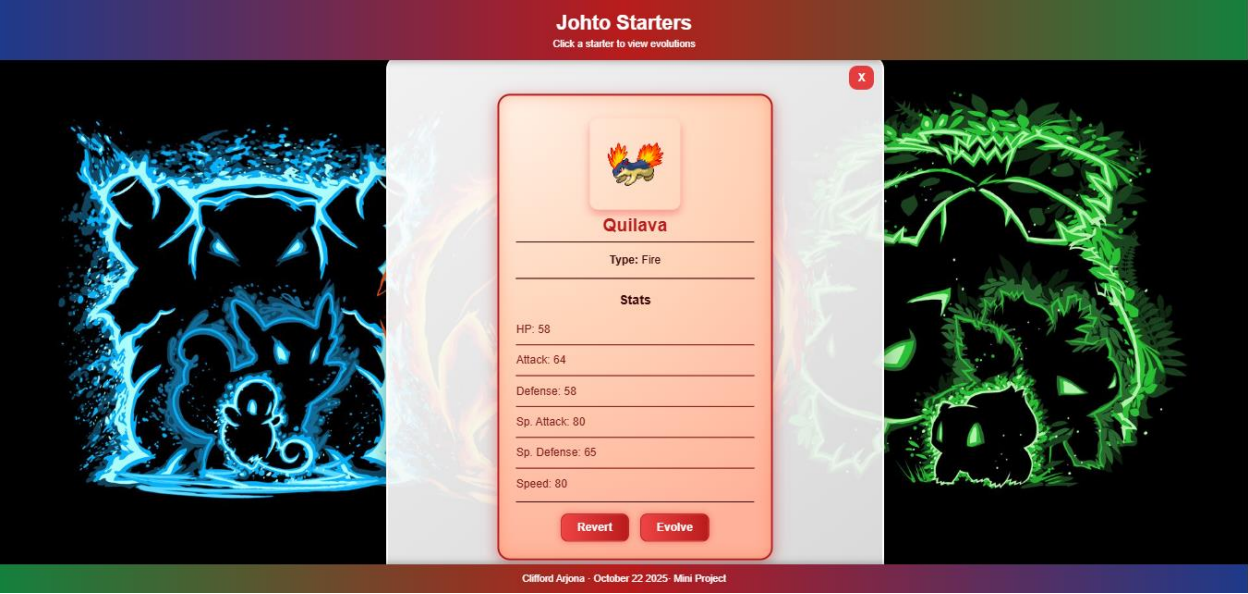 Johto Starters
Click a starter to view evolutions
X
Quilava
Type: Fire
Stats
HP: 58
Attack: 64
Defense: 58
Sp. Attack: 80
Sp. Defense: 65
Speed: 80
Revert Evolve
Clifford Arjona · October 22 2025· Mini Project